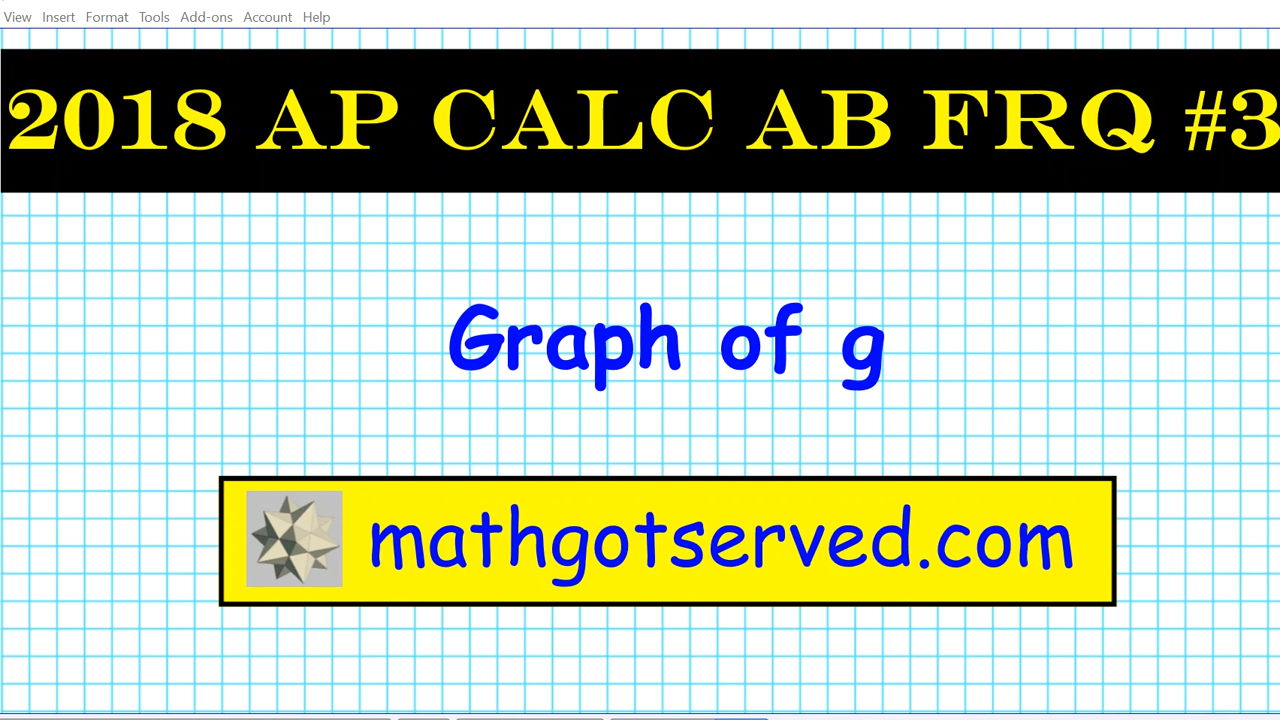 View Insert Format Tools Add-ons Account Help
2018 AP CALC AB FRQ #3
Graph of g
mathgotserved.com